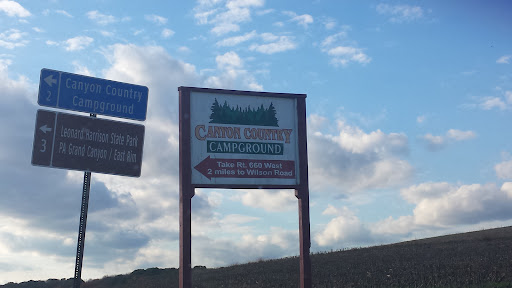 Canyon Country
2 Campground
Leonard Harrison State Park
3 PA Grand Canyon / East Rim
CANYON COUNTRY
CAMPGROUND
Take Rt. 660 West
2 miles to Wilson Road